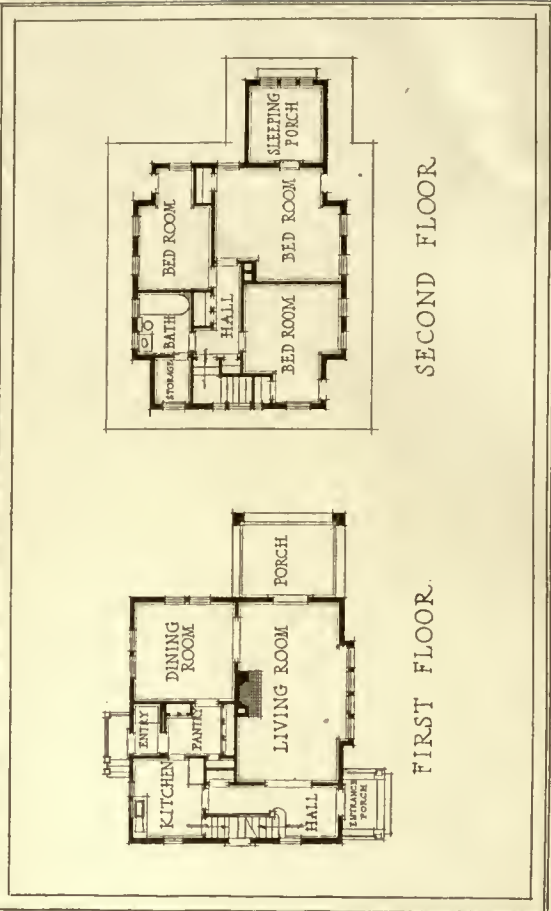 KITCHEN
ENTRY
PANTRY
DINING
ROOM
HALL
LIVING ROOM
PORCH
ENTRANCE
PORCH
FIRST FLOOR.
STORAGE
BATH
BED ROOM
HALL
BED ROOM
BED ROOM
SLEEPING
PORCH
SECOND FLOOR